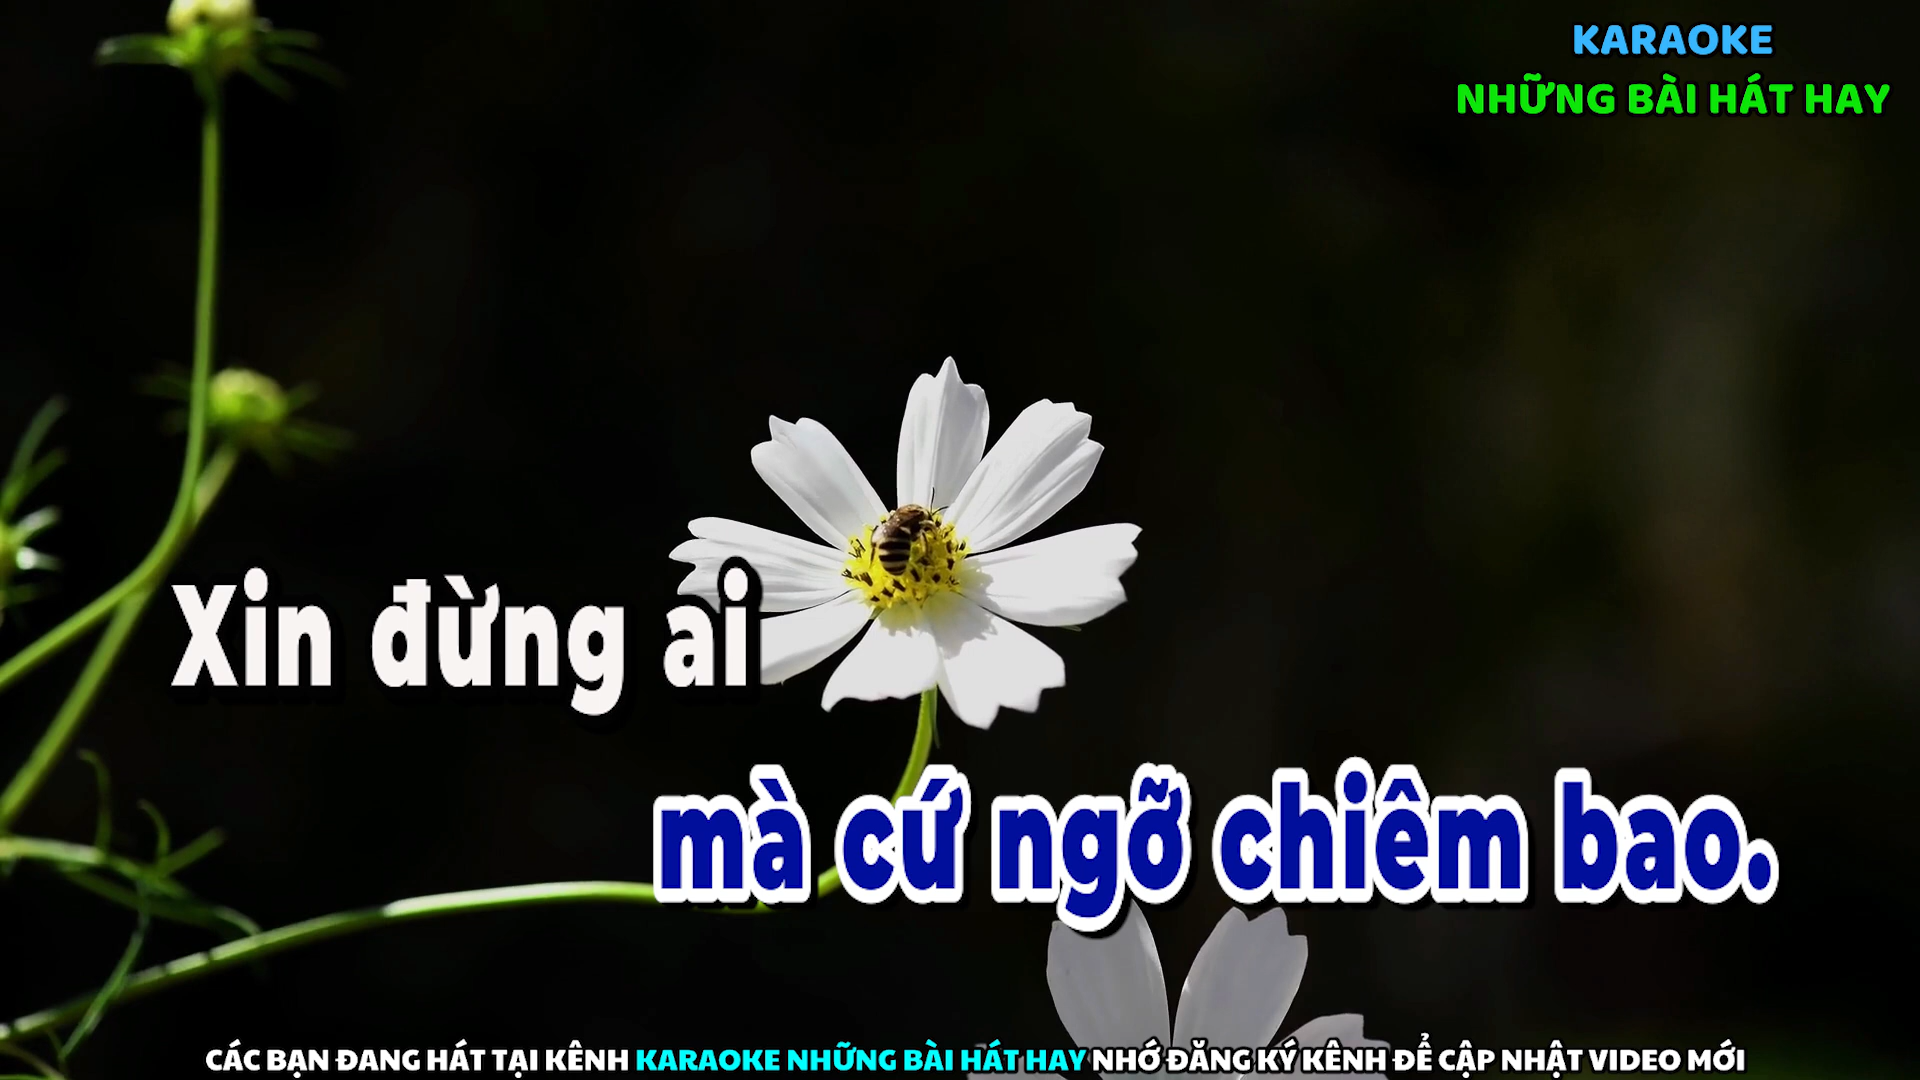 KARAOKE
NHỮNG BÀI HÁT HAY
Xin đừng ai
mà cứ ngỡ chiêm bao.
CÁC BẠN ĐANG HÁT TẠI KÊNH KARAOKE NHỮNG BÀI HÁT HAY NHỚ ĐĂNG KÝ KÊNH ĐỂ CẬP NHẬT VIDEO MỚI